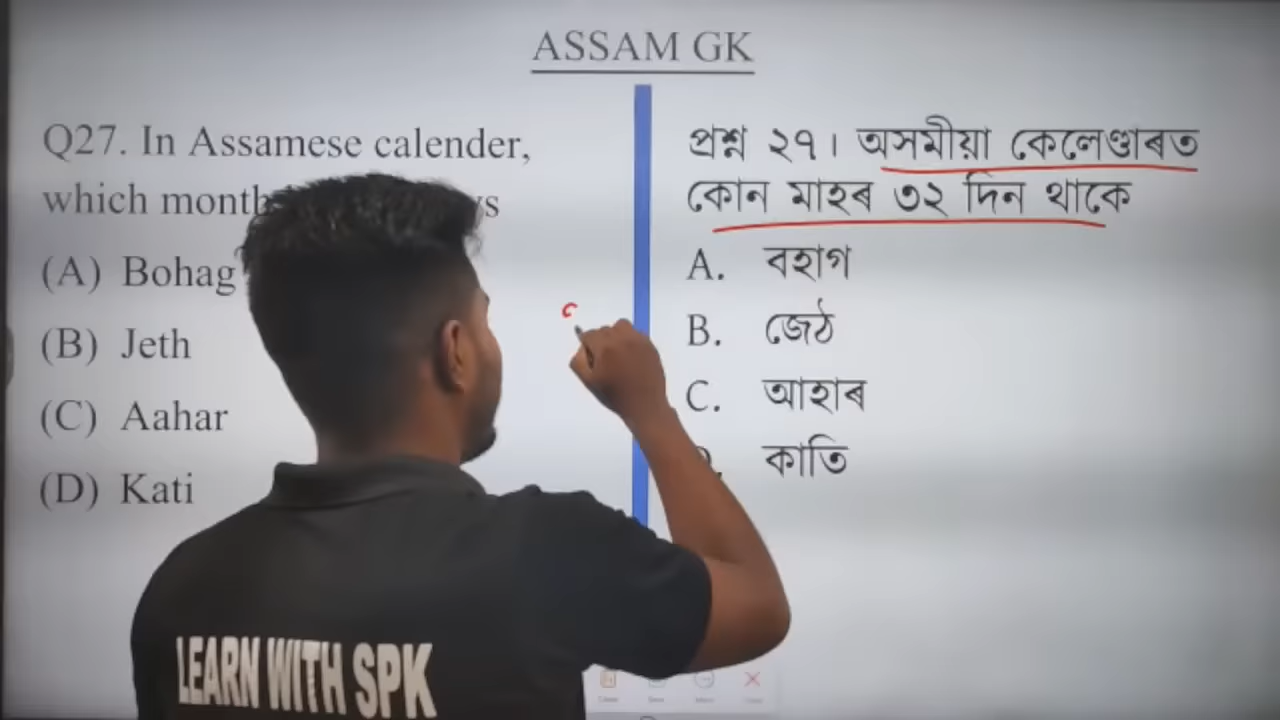 ASSAM GK
Q27. In Assamese calender,
which month
(A) Bohag
(B) Jeth
(C) Aahar
(D) Kati
প্ৰশ্ন ২৭। অসমীয়া কেলেণ্ডাৰত
কোন মাহৰ ৩২ দিন থাকে
A. বহাগ
B. জেঠ
C. আহাৰ
কাতি
LEARN WITH SPK